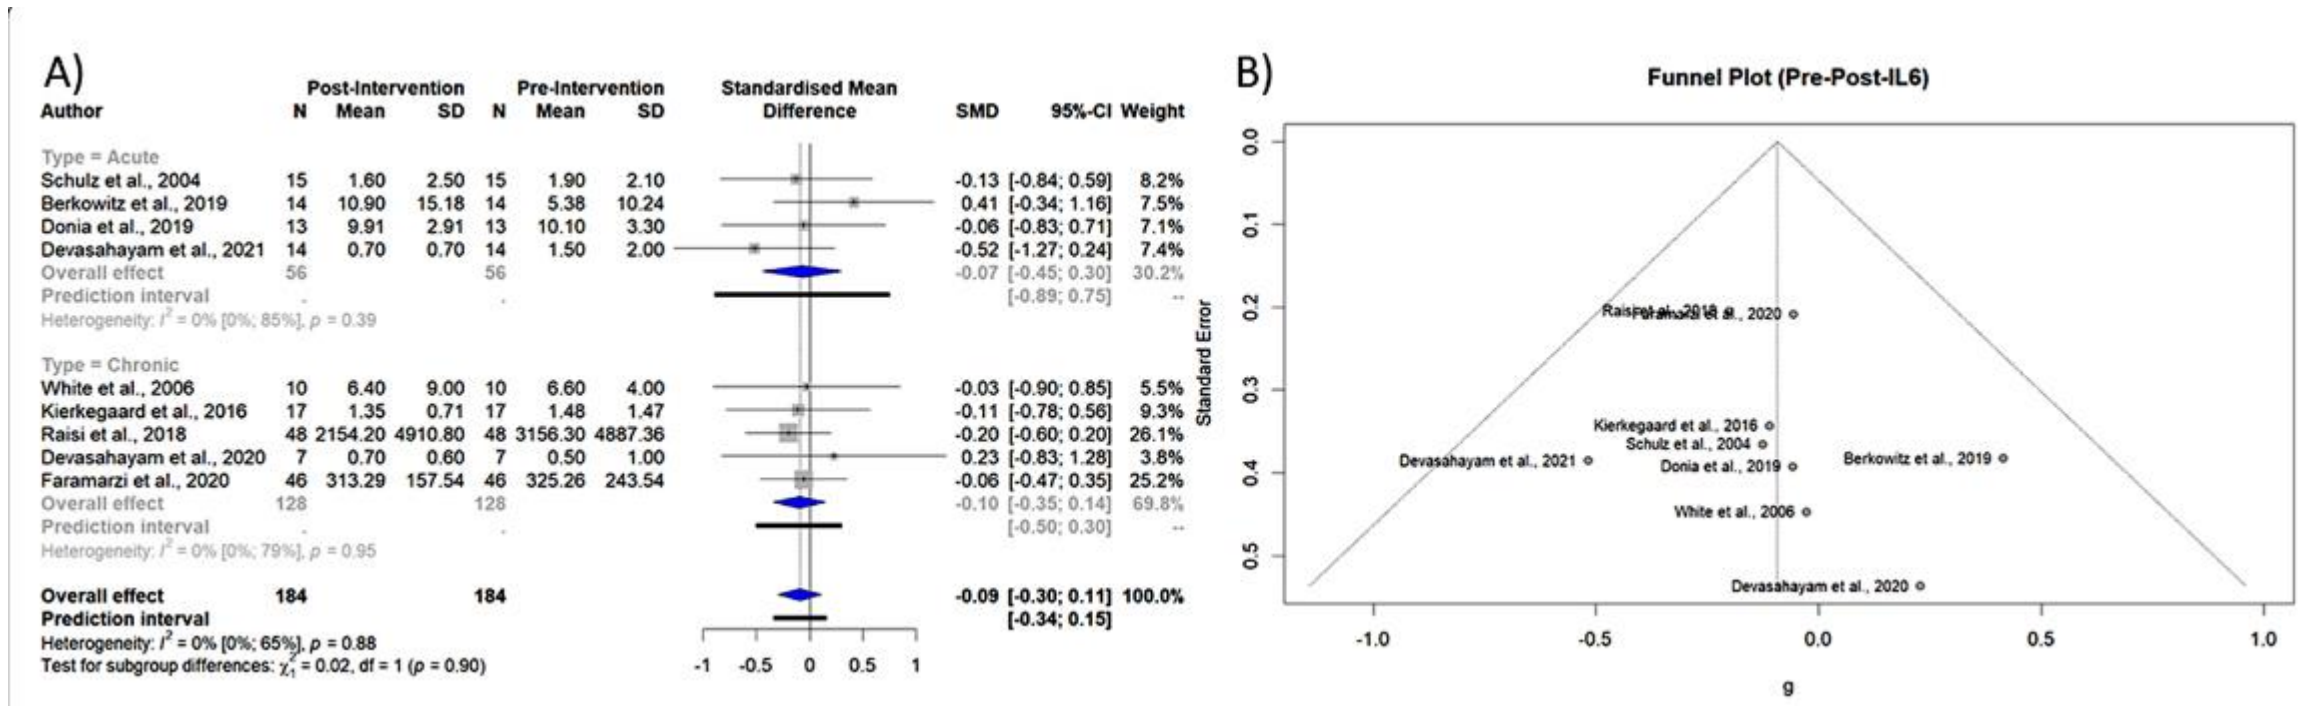 A)
Post-Intervention Pre-Intervention Standardised Mean
Author N Mean SD N Mean SD Difference SMD 95%-CI Weight
Type = Acute
Schulz et al., 2004 15 1.60 2.50 15 1.90 2.10 -0.13 [-0.84; 0.59] 8.2%
Berkowitz et al., 2019 14 10.90 15.18 14 5.38 10.24 0.41 [-0.34; 1.16] 7.5%
Donia et al., 2019 13 9.91 2.91 13 10.10 3.30 -0.06 [-0.83; 0.71] 7.1%
Devasahayam et al., 2021 14 0.70 0.70 14 1.50 2.00 -0.52 [-1.27; 0.24] 7.4%
Overall effect 56 56 -0.07 [-0.45; 0.30] 30.2%
Prediction interval . . [-0.89; 0.75] --
Heterogeneity: I² = 0% [0%; 85%], p = 0.39
Type = Chronic
White et al., 2006 10 6.40 9.00 10 6.60 4.00 -0.03 [-0.90; 0.85] 5.5%
Kierkegaard et al., 2016 17 1.35 0.71 17 1.48 1.47 -0.11 [-0.78; 0.56] 9.3%
Raisi et al., 2018 48 2154.20 4910.80 48 3156.30 4887.36 -0.20 [-0.60; 0.20] 26.1%
Devasahayam et al., 2020 7 0.70 0.60 7 0.50 1.00 0.23 [-0.83; 1.28] 3.8%
Faramarzi et al., 2020 46 313.29 157.54 46 325.26 243.54 -0.06 [-0.47; 0.35] 25.2%
Overall effect 128 128 -0.10 [-0.35; 0.14] 69.8%
Prediction interval . . [-0.50; 0.30] --
Heterogeneity: I² = 0% [0%; 79%], p = 0.95
Overall effect 184 184 -0.09 [-0.30; 0.11] 100.0%
Prediction interval [-0.34; 0.15]
Heterogeneity: I² = 0% [0%; 65%], p = 0.88
Test for subgroup differences: χ²₁ = 0.02, df = 1 (p = 0.90)
-1 -0.5 0 0.5 1
B)
Funnel Plot (Pre-Post-IL6)
Standard Error
0.0
0.1
0.2
0.3
0.4
0.5
Raisi et al., 2018
Faramarzi et al., 2020
Kierkegaard et al., 2016
Schulz et al., 2004
Devasahayam et al., 2021
Donia et al., 2019
Berkowitz et al., 2019
White et al., 2006
Devasahayam et al., 2020
-1.0 -0.5 0.0 0.5 1.0
g